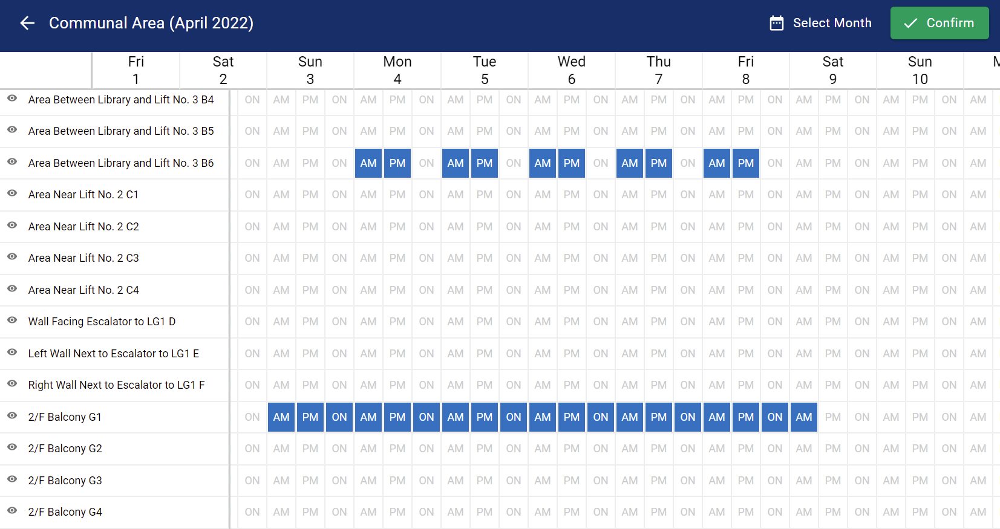 Communal Area (April 2022) Select Month Confirm
Fri Sat Sun Mon Tue Wed Thu Fri Sat Sun
1 2 3 4 5 6 7 8 9 10
Area Between Library and Lift No. 3 B4 ON AM PM ON AM PM ON AM PM ON AM PM ON AM PM ON AM PM ON AM PM ON AM PM ON AM
Area Between Library and Lift No. 3 B5 ON AM PM ON AM PM ON AM PM ON AM PM ON AM PM ON AM PM ON AM PM ON AM PM ON AM
Area Between Library and Lift No. 3 B6 ON AM PM ON AM PM ON AM PM ON AM PM ON AM PM ON AM PM ON AM PM ON AM PM ON AM
Area Near Lift No. 2 C1 ON AM PM ON AM PM ON AM PM ON AM PM ON AM PM ON AM PM ON AM PM ON AM PM ON AM
Area Near Lift No. 2 C2 ON AM PM ON AM PM ON AM PM ON AM PM ON AM PM ON AM PM ON AM PM ON AM PM ON AM
Area Near Lift No. 2 C3 ON AM PM ON AM PM ON AM PM ON AM PM ON AM PM ON AM PM ON AM PM ON AM PM ON AM
Area Near Lift No. 2 C4 ON AM PM ON AM PM ON AM PM ON AM PM ON AM PM ON AM PM ON AM PM ON AM PM ON AM
Wall Facing Escalator to LG1 D ON AM PM ON AM PM ON AM PM ON AM PM ON AM PM ON AM PM ON AM PM ON AM PM ON AM
Left Wall Next to Escalator to LG1 E ON AM PM ON AM PM ON AM PM ON AM PM ON AM PM ON AM PM ON AM PM ON AM PM ON AM
Right Wall Next to Escalator to LG1 F ON AM PM ON AM PM ON AM PM ON AM PM ON AM PM ON AM PM ON AM PM ON AM PM ON AM
2/F Balcony G1 ON AM PM ON AM PM ON AM PM ON AM PM ON AM PM ON AM PM ON AM PM ON AM PM ON AM
2/F Balcony G2 ON AM PM ON AM PM ON AM PM ON AM PM ON AM PM ON AM PM ON AM PM ON AM PM ON AM
2/F Balcony G3 ON AM PM ON AM PM ON AM PM ON AM PM ON AM PM ON AM PM ON AM PM ON AM PM ON AM
2/F Balcony G4 ON AM PM ON AM PM ON AM PM ON AM PM ON AM PM ON AM PM ON AM PM ON AM PM ON AM